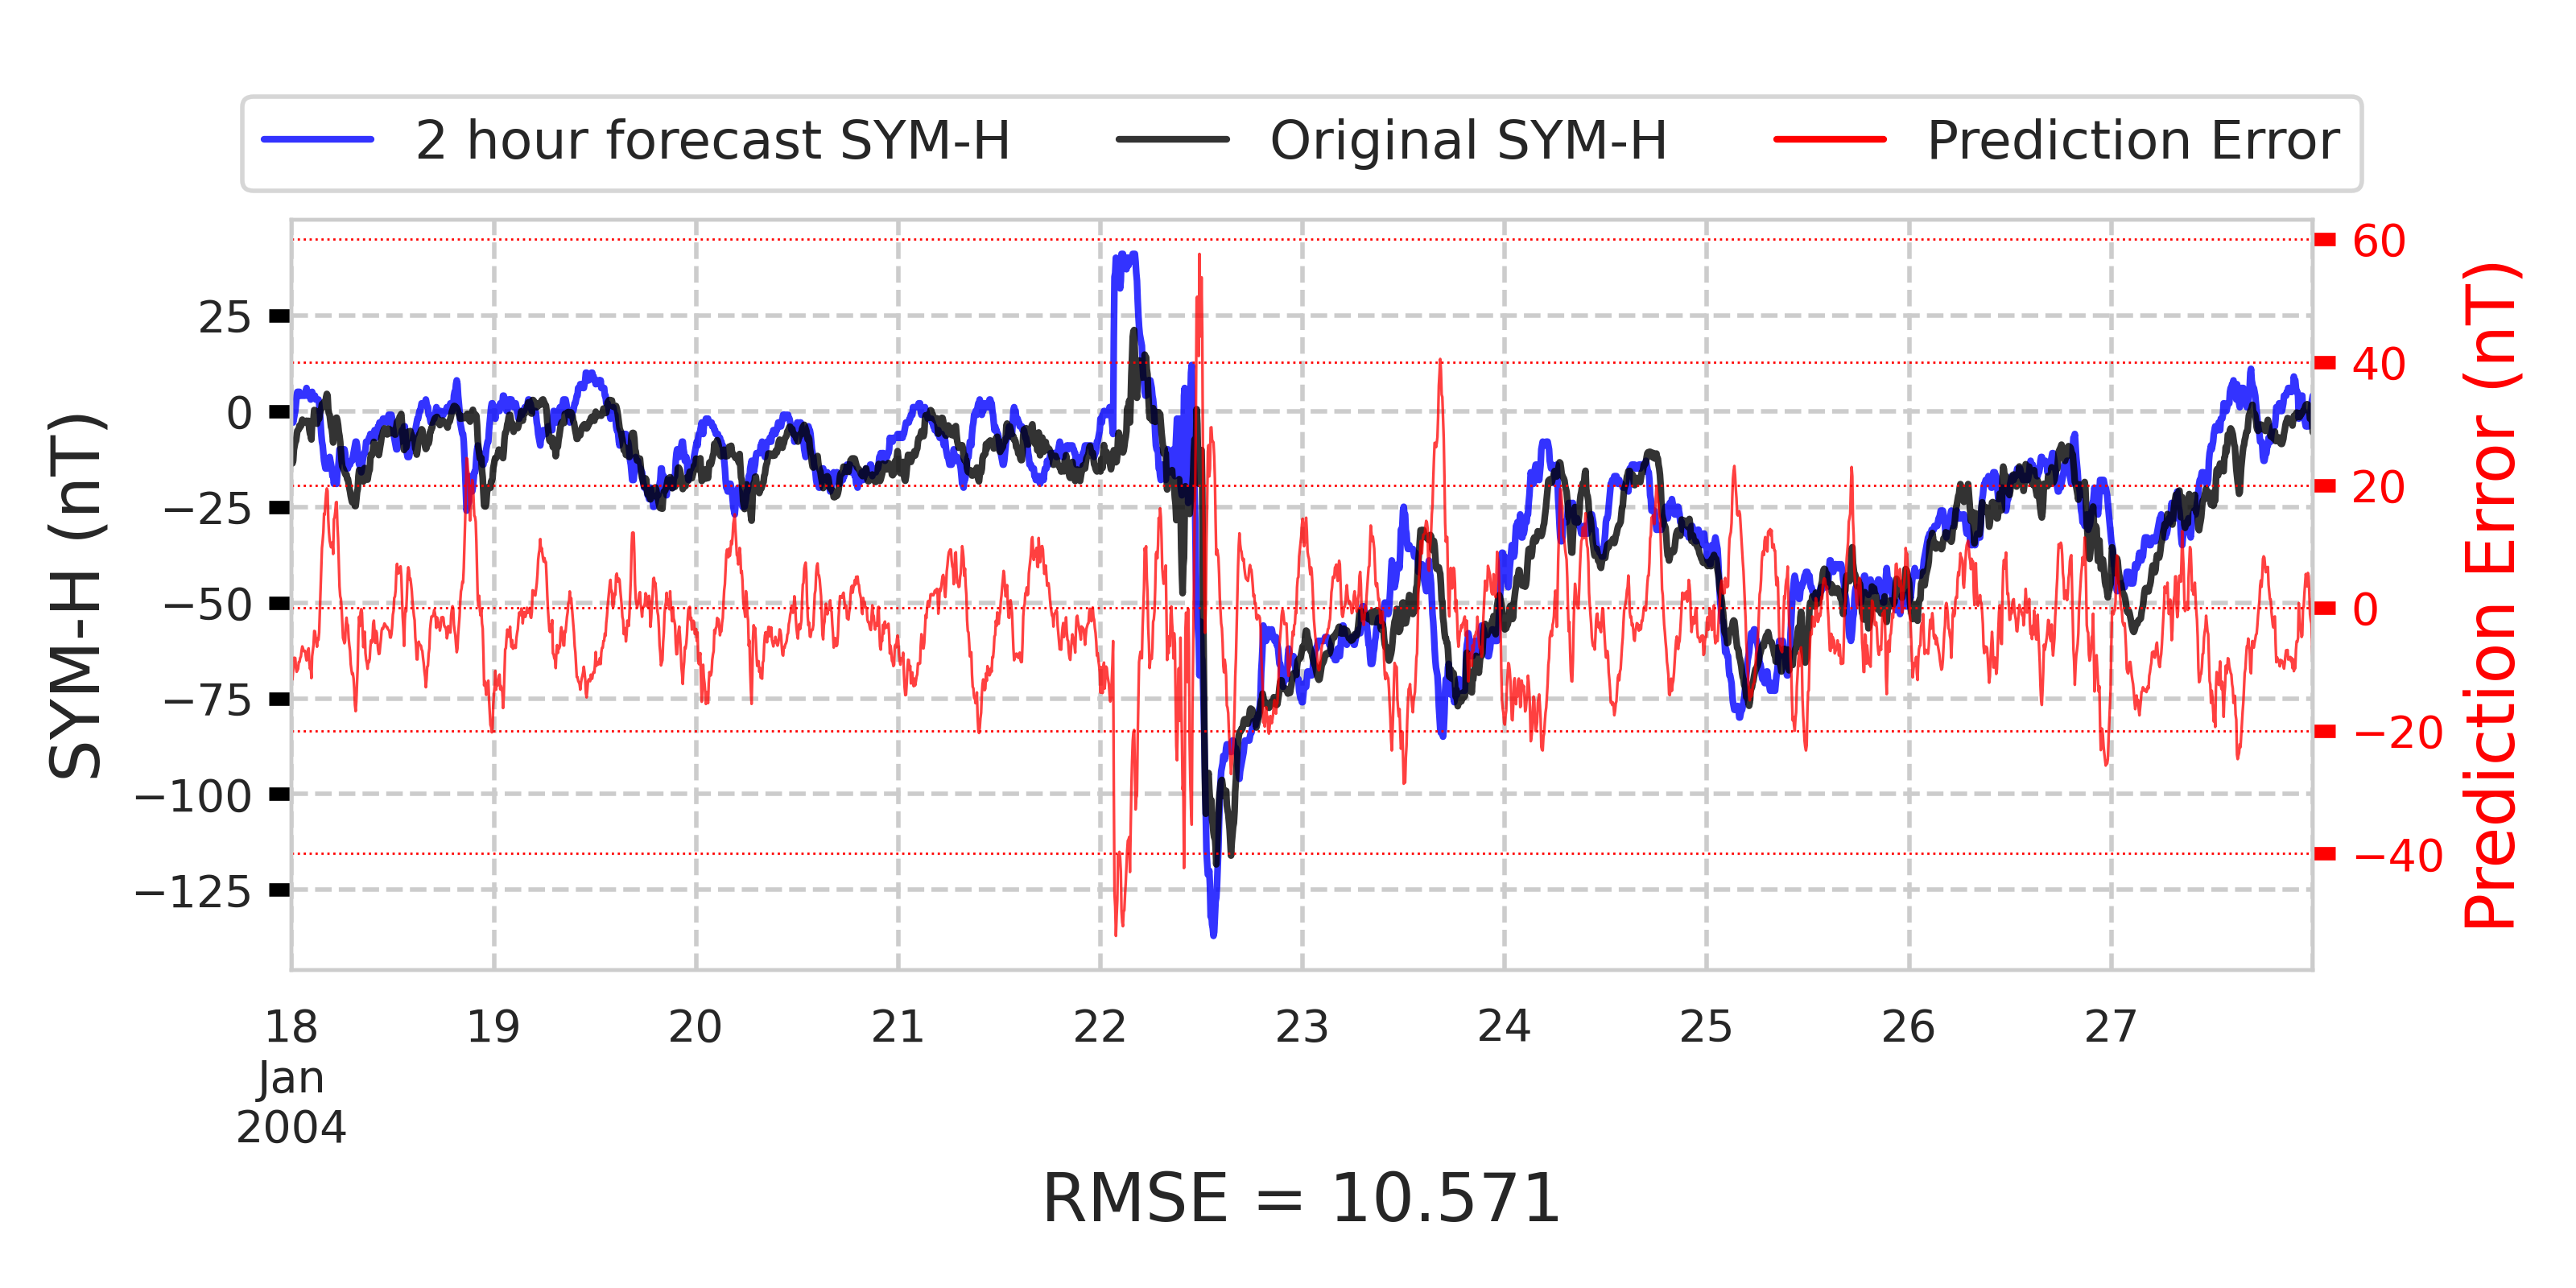 2 hour forecast SYM-H
Original SYM-H
Prediction Error
SYM-H (nT)
25
0
−25
−50
−75
−100
−125
60
40
20
0
−20
−40
Prediction Error (nT)
18 19 20 21 22 23 24 25 26 27
Jan
2004
RMSE = 10.571